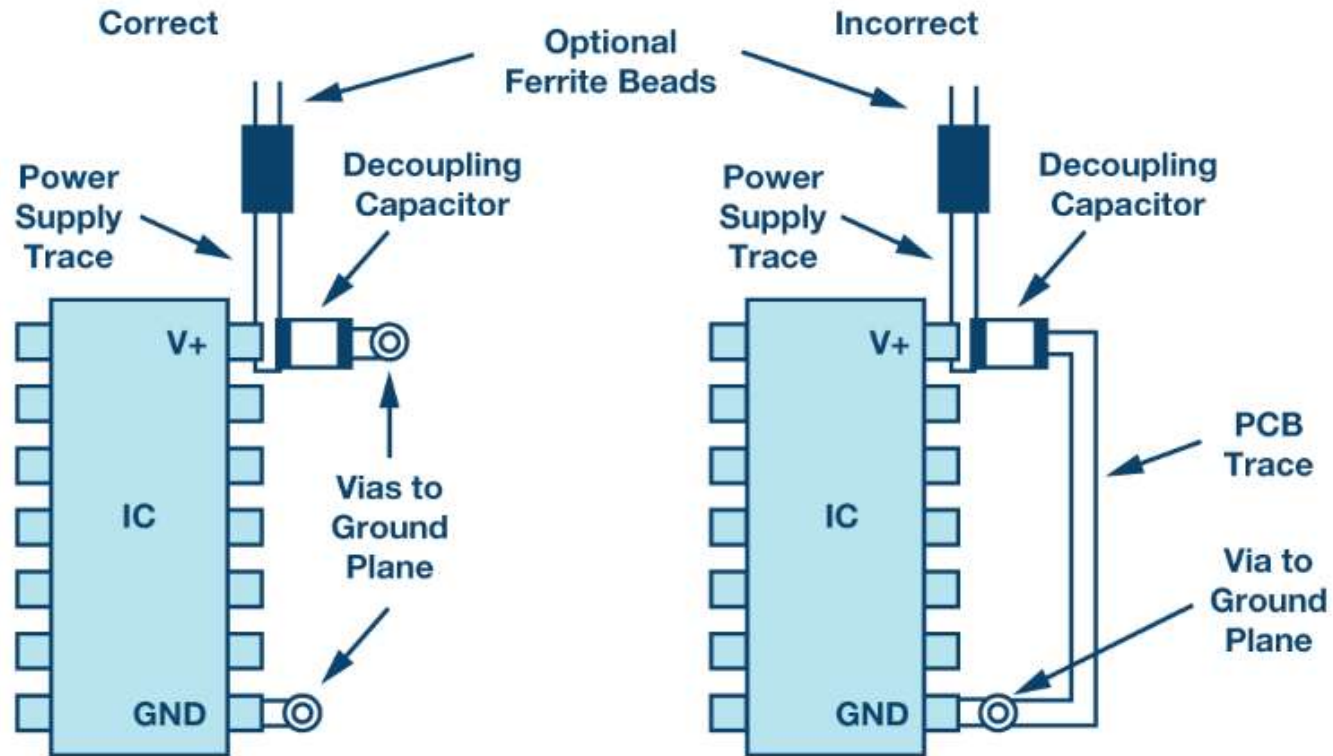 Correct
Optional
Ferrite Beads
Incorrect
Power
Supply
Trace
Decoupling
Capacitor
V+
IC
GND
Vias to
Ground
Plane
Power
Supply
Trace
Decoupling
Capacitor
V+
IC
GND
PCB
Trace
Via to
Ground
Plane